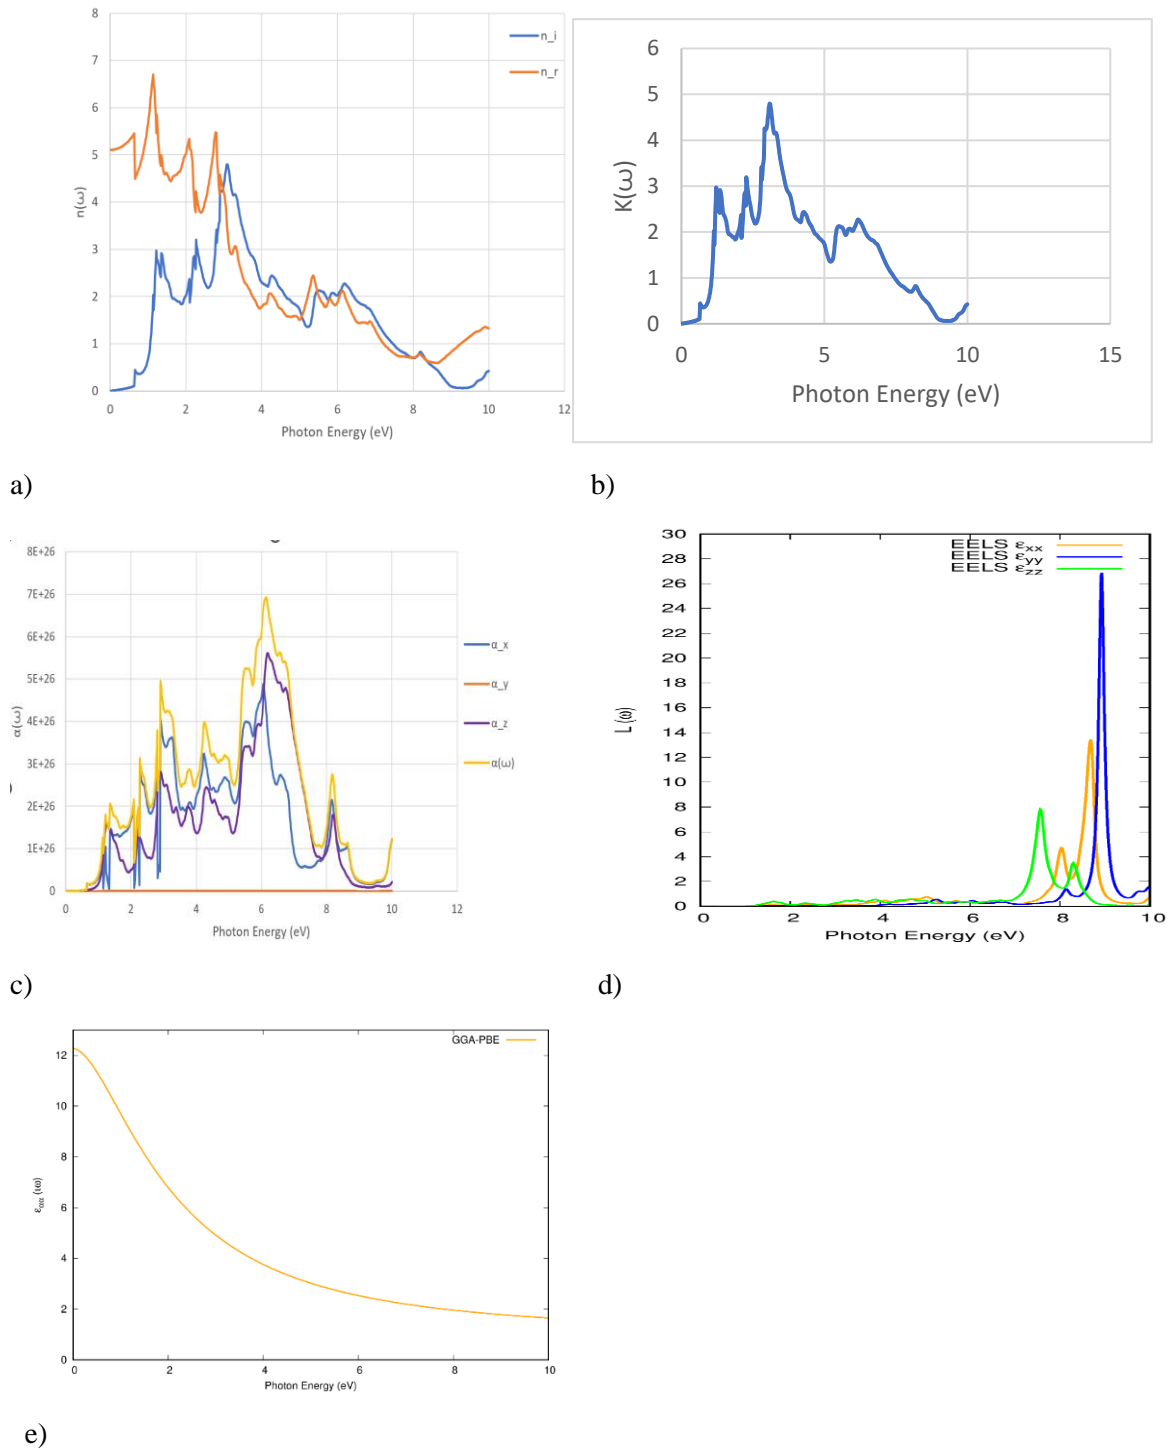 8
7
6
5
4
3
2
1
0
n(ω)
n_i
n_r
0 2 4 6 8 10 12
Photon Energy (eV)
6
5
4
3
2
1
0
K(ω)
0 5 10 15
Photon Energy (eV)
a) b)
8E+26
7E+26
6E+26
5E+26
4E+26
3E+26
2E+26
1E+26
0
α(ω)
α_x
α_y
α_z
α(ω)
0 2 4 6 8 10 12
Photon Energy (eV)
30
28
26
24
22
20
18
16
14
12
10
8
6
4
2
0
L(ω)
EELS εxx
EELS εyy
EELS εzz
0 2 4 6 8 10
Photon Energy (eV)
c) d)
12
10
8
6
4
2
0
εαα (ιω)
GGA-PBE
0 2 4 6 8 10
Photon Energy (eV)
e)